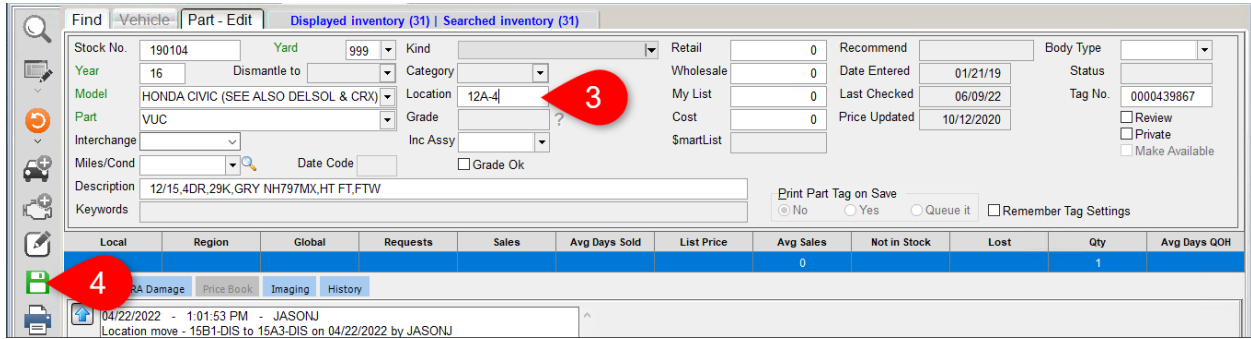 Find Vehicle Part - Edit Displayed inventory (31) | Searched inventory (31)
Stock No. 190104 Yard 999 Kind Retail 0 Recommend Body Type
Year 16 Dismantle to Category Wholesale 0 Date Entered 01/21/19 Status
Model HONDA CIVIC (SEE ALSO DELSOL & CRX) Location 12A-4 3 My List 0 Last Checked 06/09/22 Tag No. 0000439867
Part VUC Grade ? Cost 0 Price Updated 10/12/2020 Review
Interchange Inc Assy $martList Private
Make Available
Miles/Cond Date Code Grade Ok
Description 12/15,4DR,29K,GRY NH797MX,HT FT,FTW Print Part Tag on Save
Keywords No Yes Queue it Remember Tag Settings
Local Region Global Requests Sales Avg Days Sold List Price Avg Sales Not in Stock Lost Qty Avg Days QOH
0 1
4 RA Damage Price Book Imaging History
04/22/2022 - 1:01:53 PM - JASONJ
Location move - 15B1-DIS to 15A3-DIS on 04/22/2022 by JASONJ